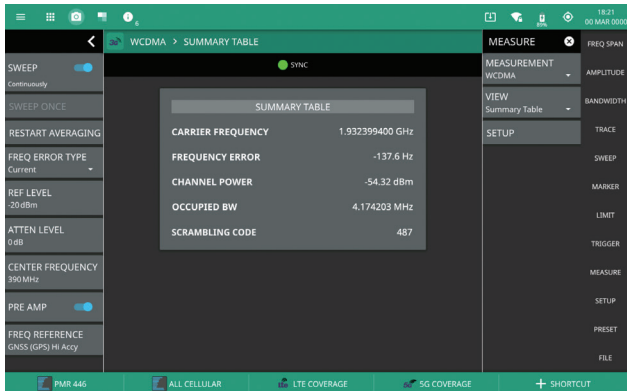 6
89%
18:21
00 MAR 0000
WCDMA > SUMMARY TABLE
MEASURE
FREQ SPAN
SWEEP
Continuously
SYNC
MEASUREMENT
WCDMA
AMPLITUDE
SWEEP ONCE
SUMMARY TABLE
VIEW
Summary Table
BANDWIDTH
RESTART AVERAGING
CARRIER FREQUENCY 1.932399400 GHz
SETUP
TRACE
FREQ ERROR TYPE
Current
FREQUENCY ERROR -137.6 Hz
SWEEP
REF LEVEL
-20 dBm
CHANNEL POWER -54.32 dBm
MARKER
ATTEN LEVEL
0 dB
OCCUPIED BW 4.174203 MHz
LIMIT
SCRAMBLING CODE 487
TRIGGER
CENTER FREQUENCY
390 MHz
MEASURE
PRE AMP
SETUP
FREQ REFERENCE
GNSS (GPS) Hi Accy
PRESET
FILE
PMR 446
ALL CELLULAR
LTE COVERAGE
5G COVERAGE
+ SHORTCUT